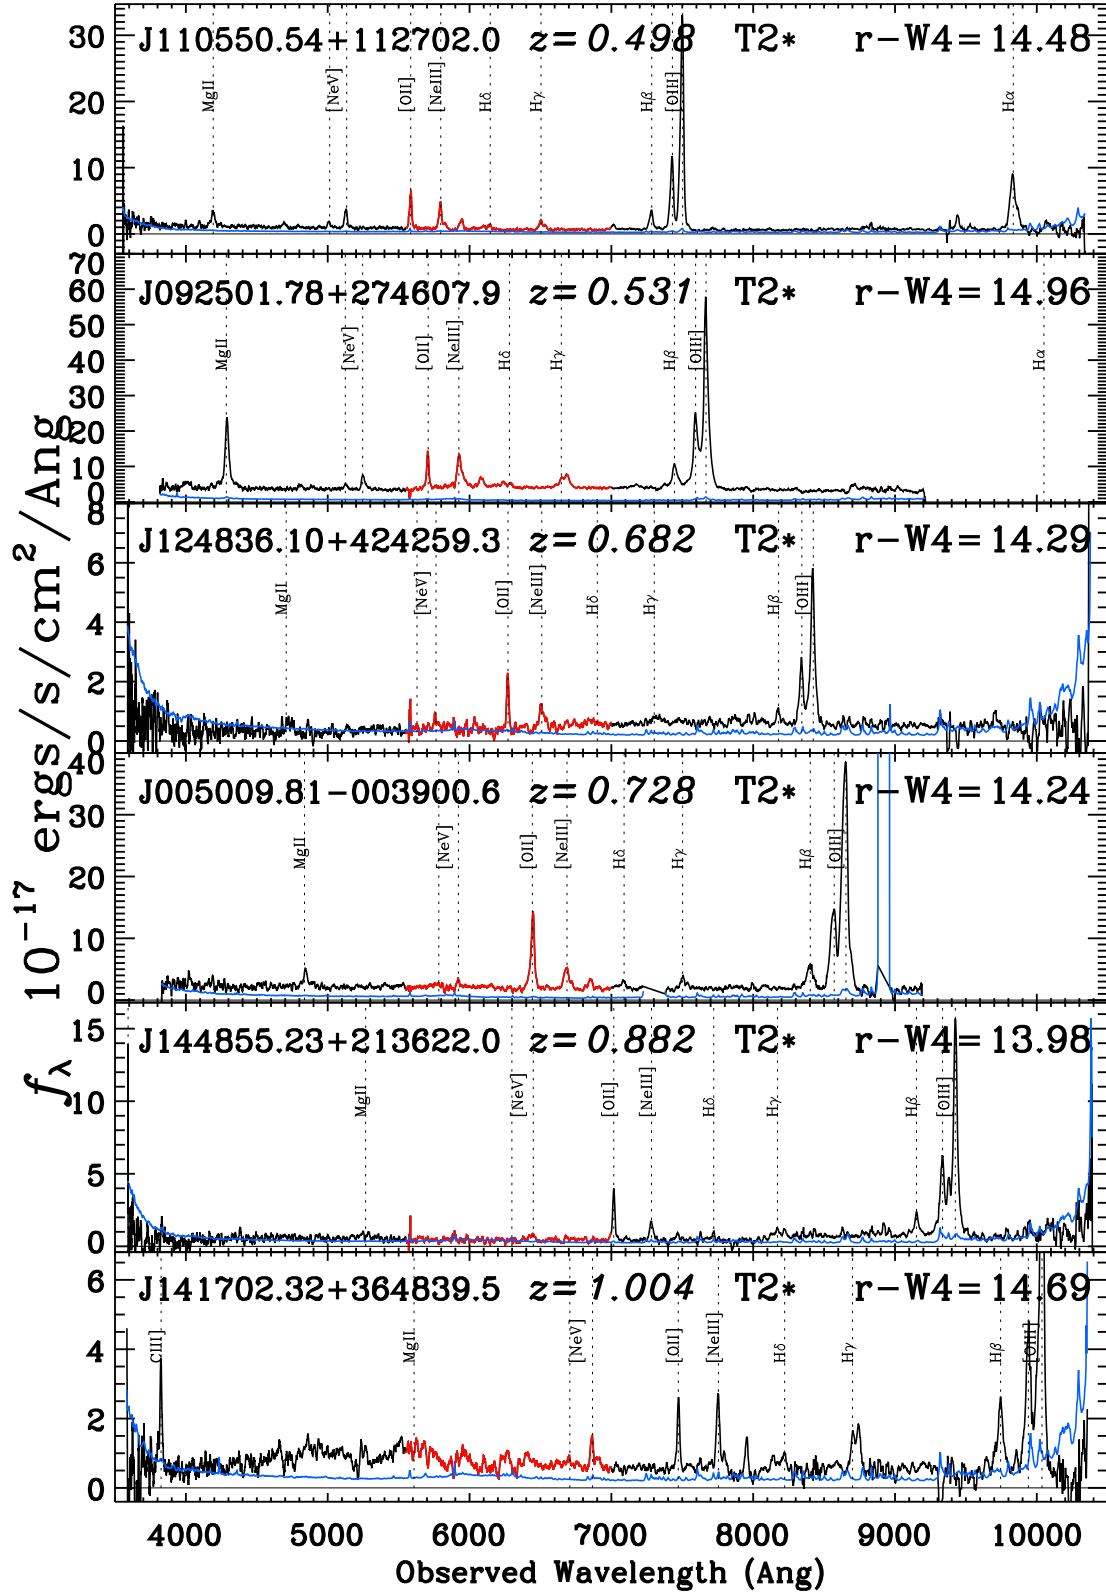 J110550.54+112702.0 z=0.498 T2* r-W4=14.48
MgII [NeV] [OII] [NeIII] Hδ Hγ Hβ [OIII] Hα
30
20
10
0
J092501.78+274607.9 z=0.531 T2* r-W4=14.96
MgII [NeV] [OII] [NeIII] Hδ Hγ Hβ [OIII] Hα
70
60
50
40
30
20
10
0
J124836.10+424259.3 z=0.682 T2* r-W4=14.29
MgII [NeV] [OII] [NeIII] Hδ Hγ Hβ [OIII]
8
6
4
2
0
J005009.81-003900.6 z=0.728 T2* r-W4=14.24
MgII [NeV] [OII] [NeIII] Hδ Hγ Hβ [OIII]
40
30
20
10
0
J144855.23+213622.0 z=0.882 T2* r-W4=13.98
MgII [NeV] [OII] [NeIII] Hδ Hγ Hβ [OIII]
15
10
5
0
J141702.32+364839.5 z=1.004 T2* r-W4=14.69
CIII] MgII [NeV] [OII] [NeIII] Hδ Hγ Hβ [OIII]
6
4
2
0
4000 5000 6000 7000 8000 9000 10000
Observed Wavelength (Ang)
fλ 10⁻¹⁷ ergs/s/cm²/Ang